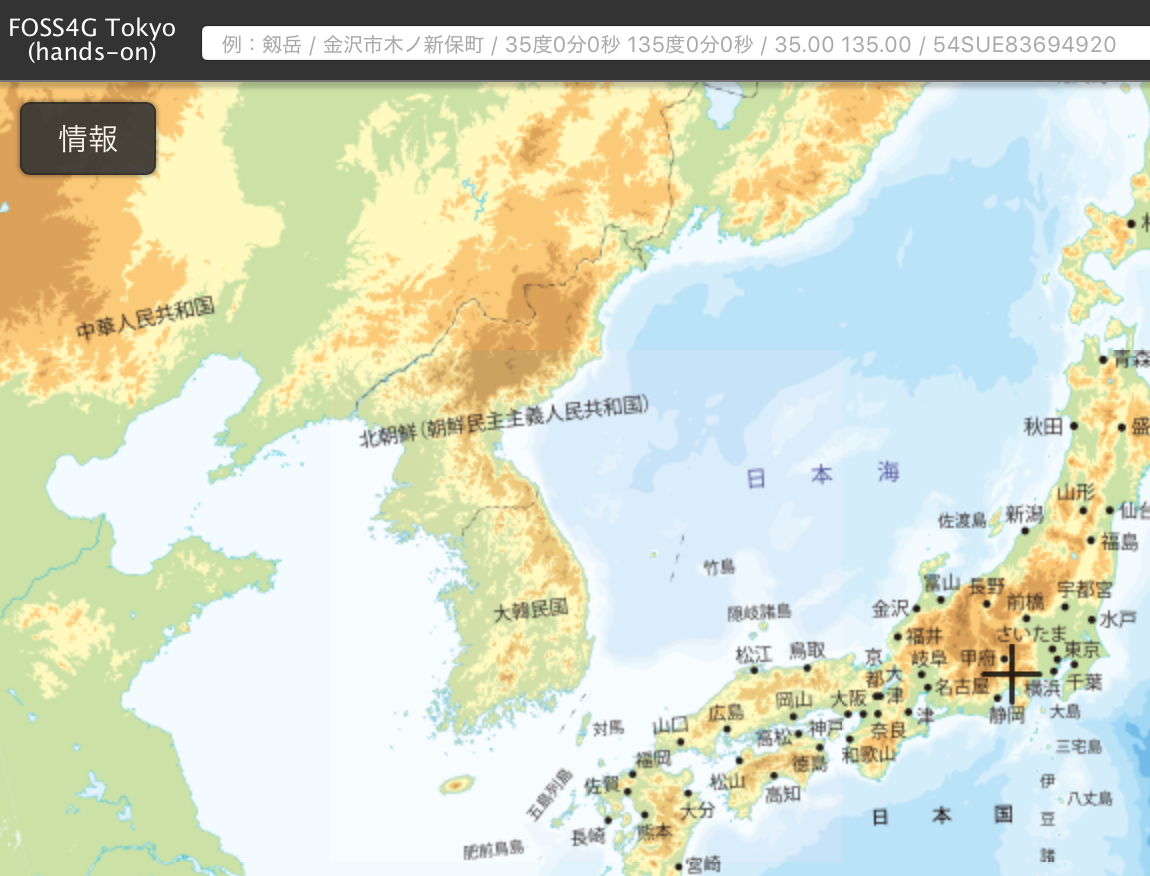 FOSS4G Tokyo
(hands-on)
例：剱岳 / 金沢市木ノ新保町 / 35度0分0秒 135度0分0秒 / 35.00 135.00 / 54SUE83694920
情報
中華人民共和国
青森
北朝鮮(朝鮮民主主義人民共和国)
秋田
盛
日本海
山形
佐渡島
新潟
仙台
福島
竹島
富山
長野
前橋
宇都宮
大韓民国
隠岐諸島
金沢
水戸
福井
さいたま
松江
鳥取
京都
岐阜
甲府
東京
大津
名古屋
横浜
千葉
岡山
大阪
津
静岡
大島
対馬
山口
広島
高松
神戸
奈良
三宅島
福岡
徳島
和歌山
佐賀
松山
高知
五島列島
大分
八丈島
伊豆諸
日本国
長崎
熊本
肥前鳥島
宮崎